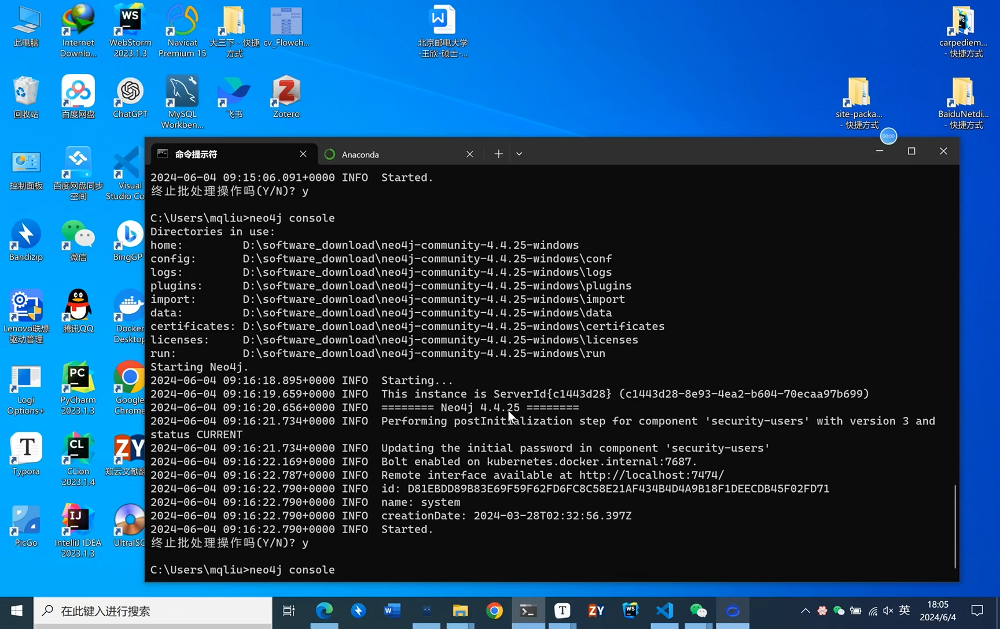 此电脑
Internet
Downlo...
WebStorm
2023.1.3
Navicat
Premium 15
大三下 - 快捷
方式
cv_Flowch...
北京邮电大学
-王欣-硕士-...
carpediem...
- 快捷方式
回收站
百度网盘
ChatGPT
MySQL
Workben...
飞书
Zotero
site-packa...
- 快捷方式
BaiduNetdi...
- 快捷方式
00:00
控制面板
百度网盘同步
空间
Visual
Studio Co
Bandizip
微信
BingGP
Lenovo联想
驱动管理
腾讯QQ
Docker
Desktop
Logi
Options+
PyCharm
2023.1.3
Google
Chrome
Typora
CLion
2023.1.4
知云文献翻
PicGo
IntelliJ IDEA
2023.1.3
UltraISO
命令提示符
Anaconda
2024-06-04 09:15:06.091+0000 INFO  Started.
终止批处理操作吗(Y/N)? y
C:\Users\mqliu>neo4j console
Directories in use:
home:         D:\software_download\neo4j-community-4.4.25-windows
config:       D:\software_download\neo4j-community-4.4.25-windows\conf
logs:         D:\software_download\neo4j-community-4.4.25-windows\logs
plugins:      D:\software_download\neo4j-community-4.4.25-windows\plugins
import:       D:\software_download\neo4j-community-4.4.25-windows\import
data:         D:\software_download\neo4j-community-4.4.25-windows\data
certificates: D:\software_download\neo4j-community-4.4.25-windows\certificates
licenses:     D:\software_download\neo4j-community-4.4.25-windows\licenses
run:          D:\software_download\neo4j-community-4.4.25-windows\run
Starting Neo4j.
2024-06-04 09:16:18.895+0000 INFO  Starting...
2024-06-04 09:16:19.659+0000 INFO  This instance is ServerId{c1443d28} (c1443d28-8e93-4ea2-b604-70ecaa97b699)
2024-06-04 09:16:20.656+0000 INFO  ======== Neo4j 4.4.25 ========
2024-06-04 09:16:21.734+0000 INFO  Performing postInitialization step for component 'security-users' with version 3 and
status CURRENT
2024-06-04 09:16:21.734+0000 INFO  Updating the initial password in component 'security-users'
2024-06-04 09:16:22.169+0000 INFO  Bolt enabled on kubernetes.docker.internal:7687.
2024-06-04 09:16:22.787+0000 INFO  Remote interface available at http://localhost:7474/
2024-06-04 09:16:22.790+0000 INFO  id: D81EBDD89B83E69F59F62FD6FC8C58E21AF434B4D4A9B18F1DEECDB45F02FD71
2024-06-04 09:16:22.790+0000 INFO  name: system
2024-06-04 09:16:22.790+0000 INFO  creationDate: 2024-03-28T02:32:56.397Z
2024-06-04 09:16:22.790+0000 INFO  Started.
终止批处理操作吗(Y/N)? y
C:\Users\mqliu>neo4j console
在此键入进行搜索
英
18:05
2024/6/4